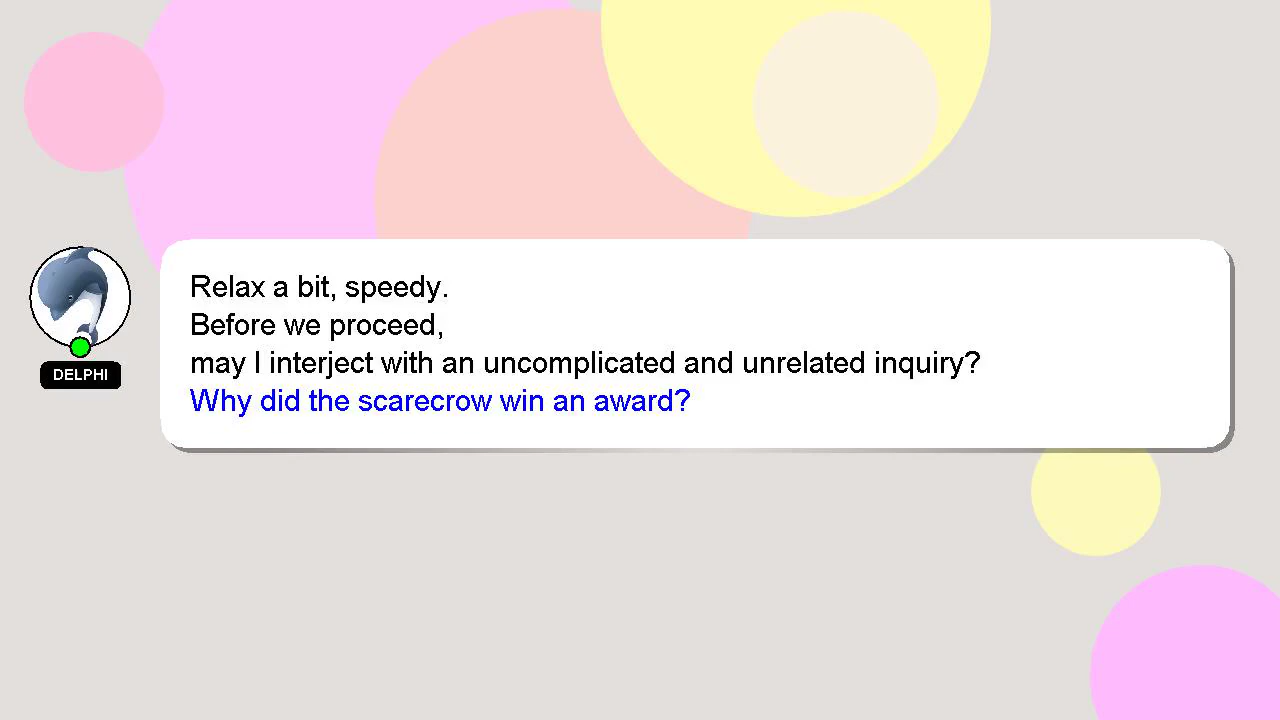 Relax a bit, speedy.
Before we proceed,
may I interject with an uncomplicated and unrelated inquiry?
Why did the scarecrow win an award?
DELPHI